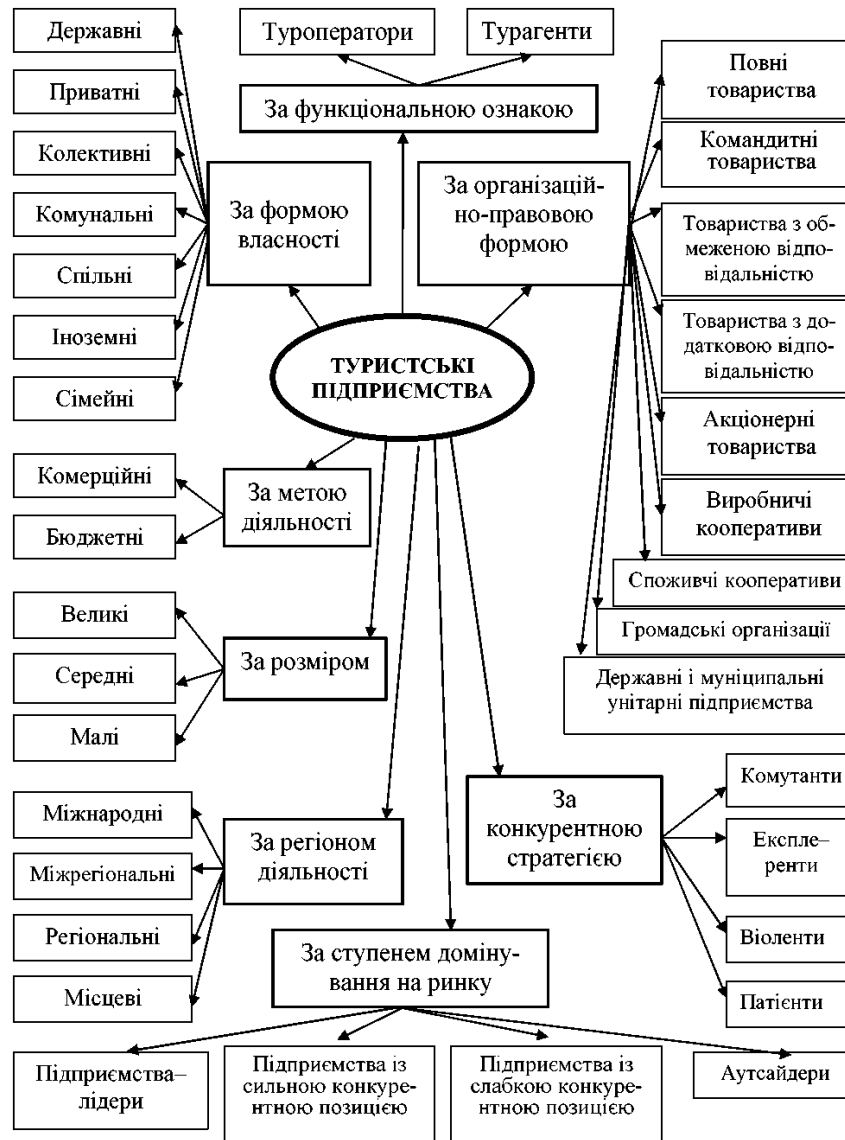 Туроператори
Турагенти
За функціональною ознакою
Державні
Приватні
Колективні
Комунальні
Спільні
Іноземні
Сімейні
За формою
власності
За організацій-
но-правовою
формою
Повні
товариства
Командитні
товариства
Товариства з об-
меженою відпо-
відальністю
Товариства з до-
датковою відпо-
відальністю
Акціонерні
товариства
Виробничі
кооперативи
Споживчі кооперативи
Громадські організації
Державні і муніципальні
унітарні підприємства
ТУРИСТСЬКІ
ПІДПРИЄМСТВА
Комерційні
Бюджетні
За метою
діяльності
Великі
Середні
Малі
За розміром
Міжнародні
Міжрегіональні
Регіональні
Місцеві
За регіоном
діяльності
За
конкурентною
стратегією
Комутанти
Експле–
ренти
Віоленти
Патієнти
За ступенем доміну-
вання на ринку
Підприємства–
лідери
Підприємства із
сильною конкуре-
нтною позицією
Підприємства із
слабкою конкуре-
нтною позицією
Аутсайдери